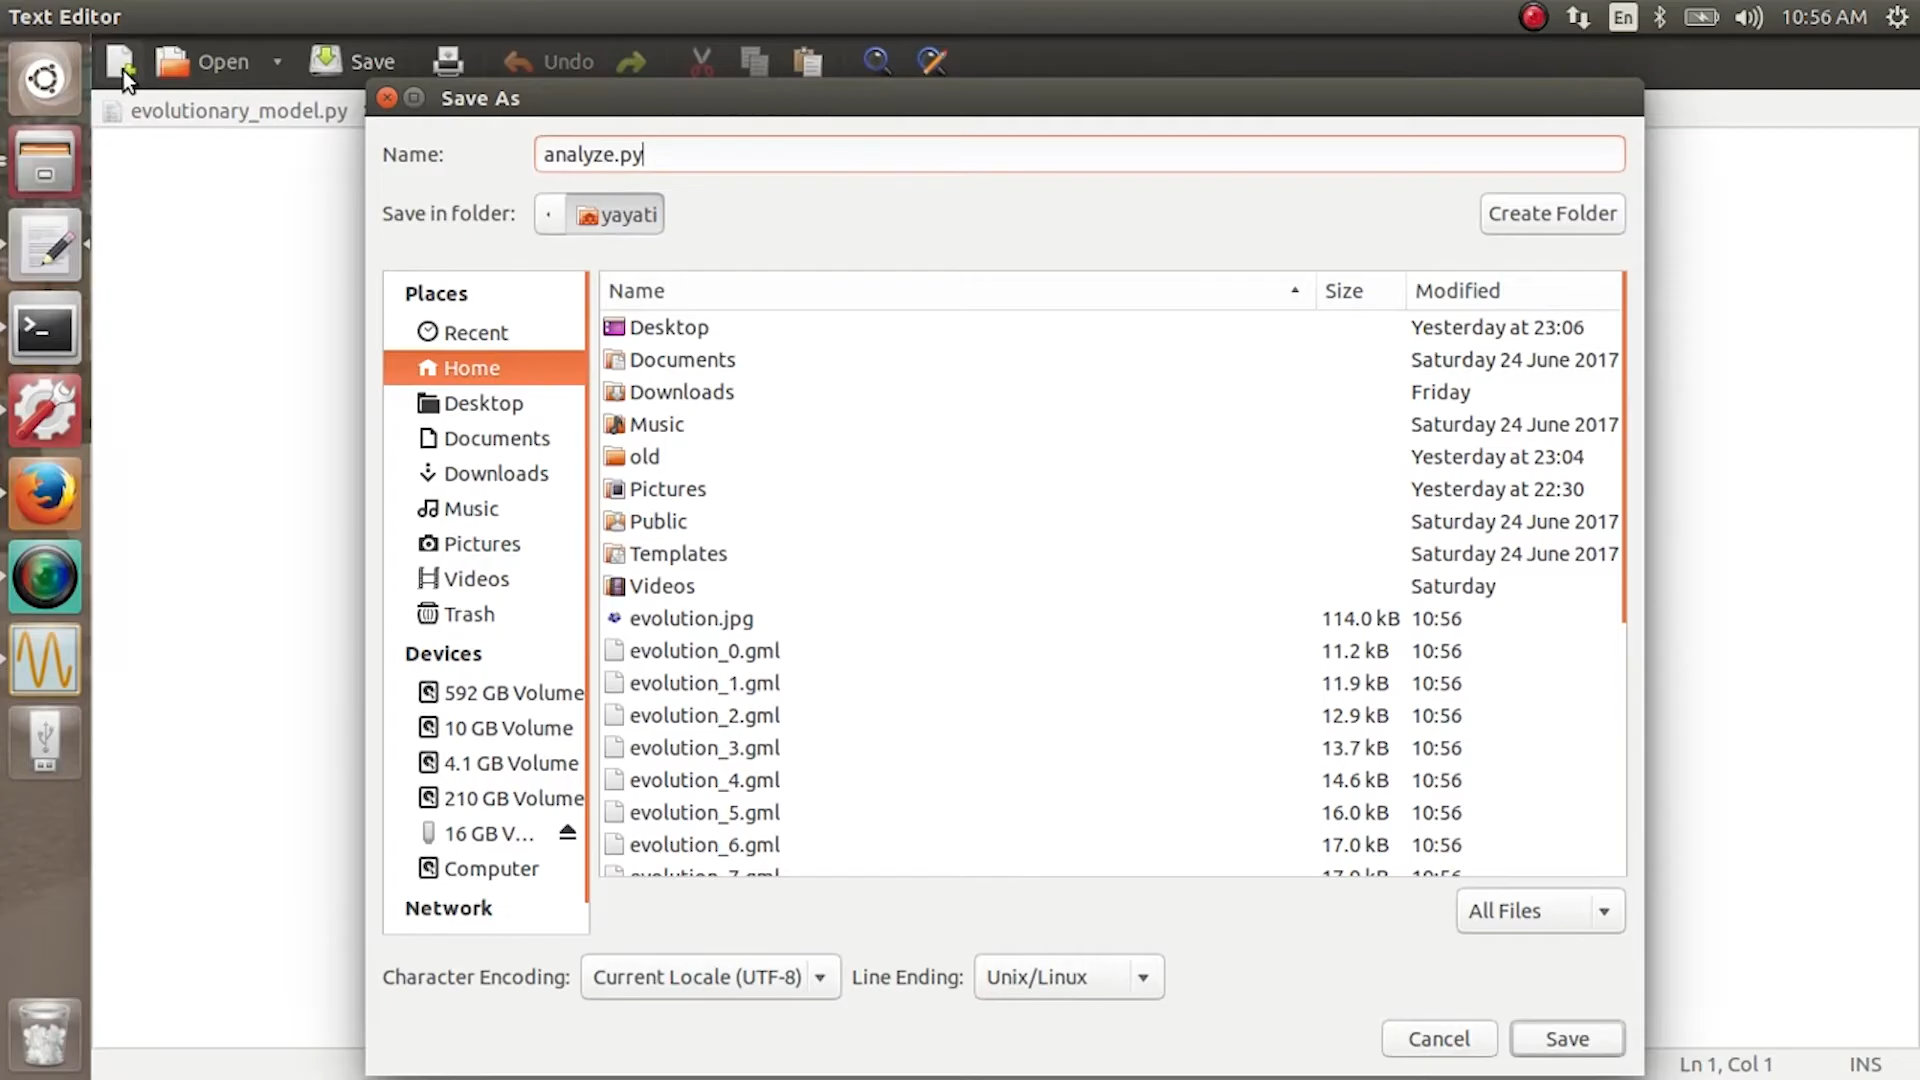 Text Editor
En
10:56 AM
Open
Save
Undo
evolutionary_model.py
Save As
Name:
analyze.py
Save in folder:
yayati
Create Folder
Places
Recent
Home
Desktop
Documents
Downloads
Music
Pictures
Videos
Trash
Devices
592 GB Volume
10 GB Volume
4.1 GB Volume
210 GB Volume
16 GB V...
Computer
Network
Name Size Modified
Desktop Yesterday at 23:06
Documents Saturday 24 June 2017
Downloads Friday
Music Saturday 24 June 2017
old Yesterday at 23:04
Pictures Yesterday at 22:30
Public Saturday 24 June 2017
Templates Saturday 24 June 2017
Videos Saturday
evolution.jpg 114.0 kB 10:56
evolution_0.gml 11.2 kB 10:56
evolution_1.gml 11.9 kB 10:56
evolution_2.gml 12.9 kB 10:56
evolution_3.gml 13.7 kB 10:56
evolution_4.gml 14.6 kB 10:56
evolution_5.gml 16.0 kB 10:56
evolution_6.gml 17.0 kB 10:56
All Files
Character Encoding: Current Locale (UTF-8) Line Ending: Unix/Linux
Cancel Save
Ln 1, Col 1 INS